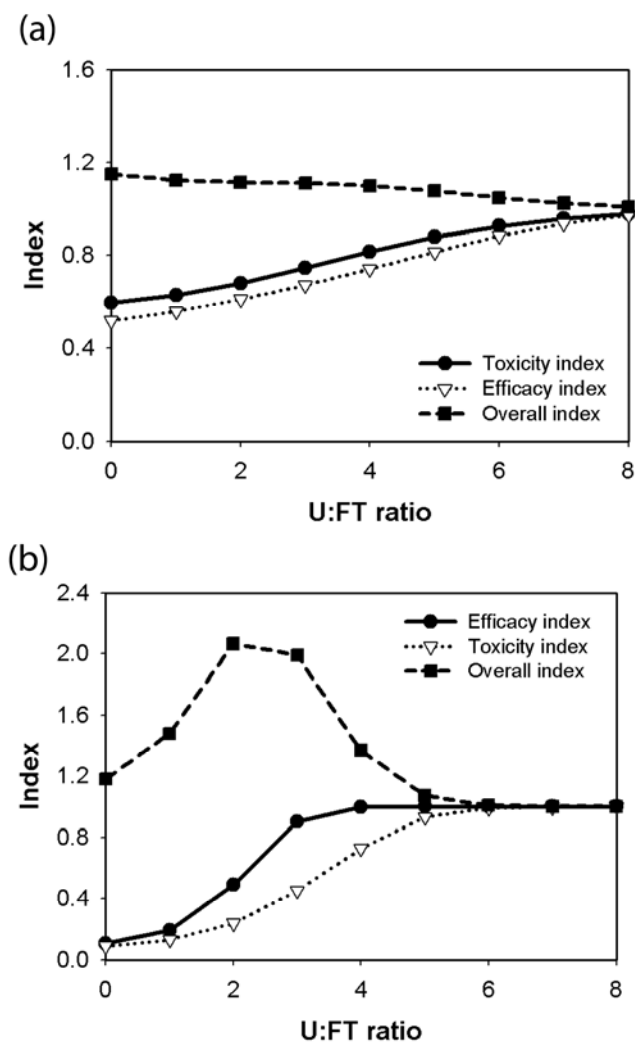 (a)
1.6
1.2
0.8
0.4
0.0
Index
Toxicity index
Efficacy index
Overall index
0 2 4 6 8
U:FT ratio
(b)
2.4
2.0
1.6
1.2
0.8
0.4
0.0
Index
Efficacy index
Toxicity index
Overall index
0 2 4 6 8
U:FT ratio